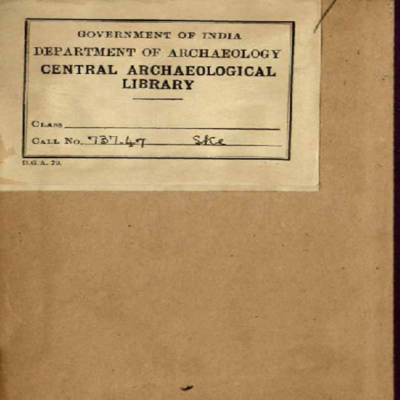 GOVERNMENT OF INDIA
DEPARTMENT OF ARCHAEOLOGY
CENTRAL ARCHAEOLOGICAL
LIBRARY
CLASS
CALL No. 737.47 Ske
D.G.A. 79.